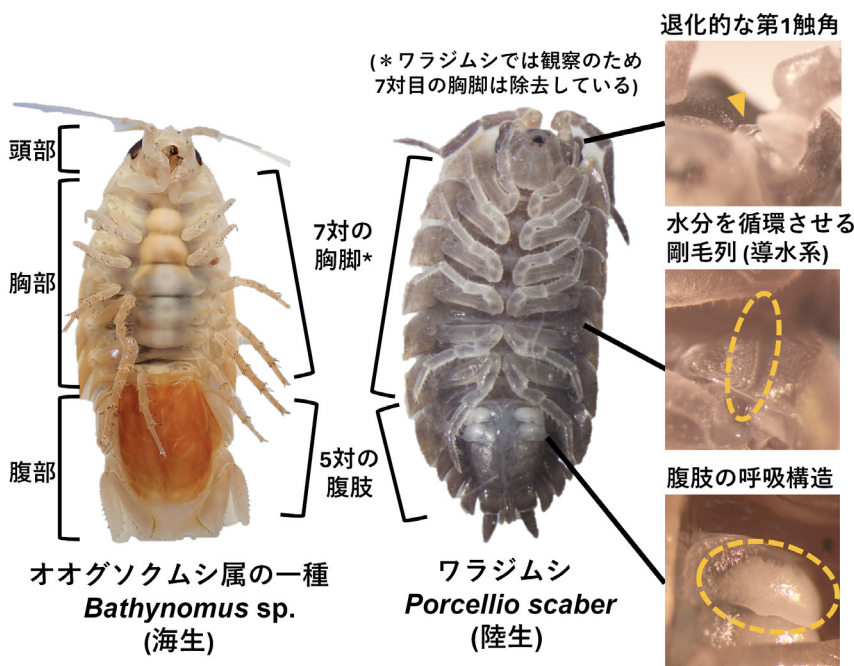 退化的な第1触角
(＊ワラジムシでは観察のため
7対目の胸脚は除去している)
頭部
胸部
腹部
7対の
胸脚*
5対の
腹肢
水分を循環させる
剛毛列 (導水系)
腹肢の呼吸構造
オオグソクムシ属の一種
Bathynomus sp.
(海生)
ワラジムシ
Porcellio scaber
(陸生)